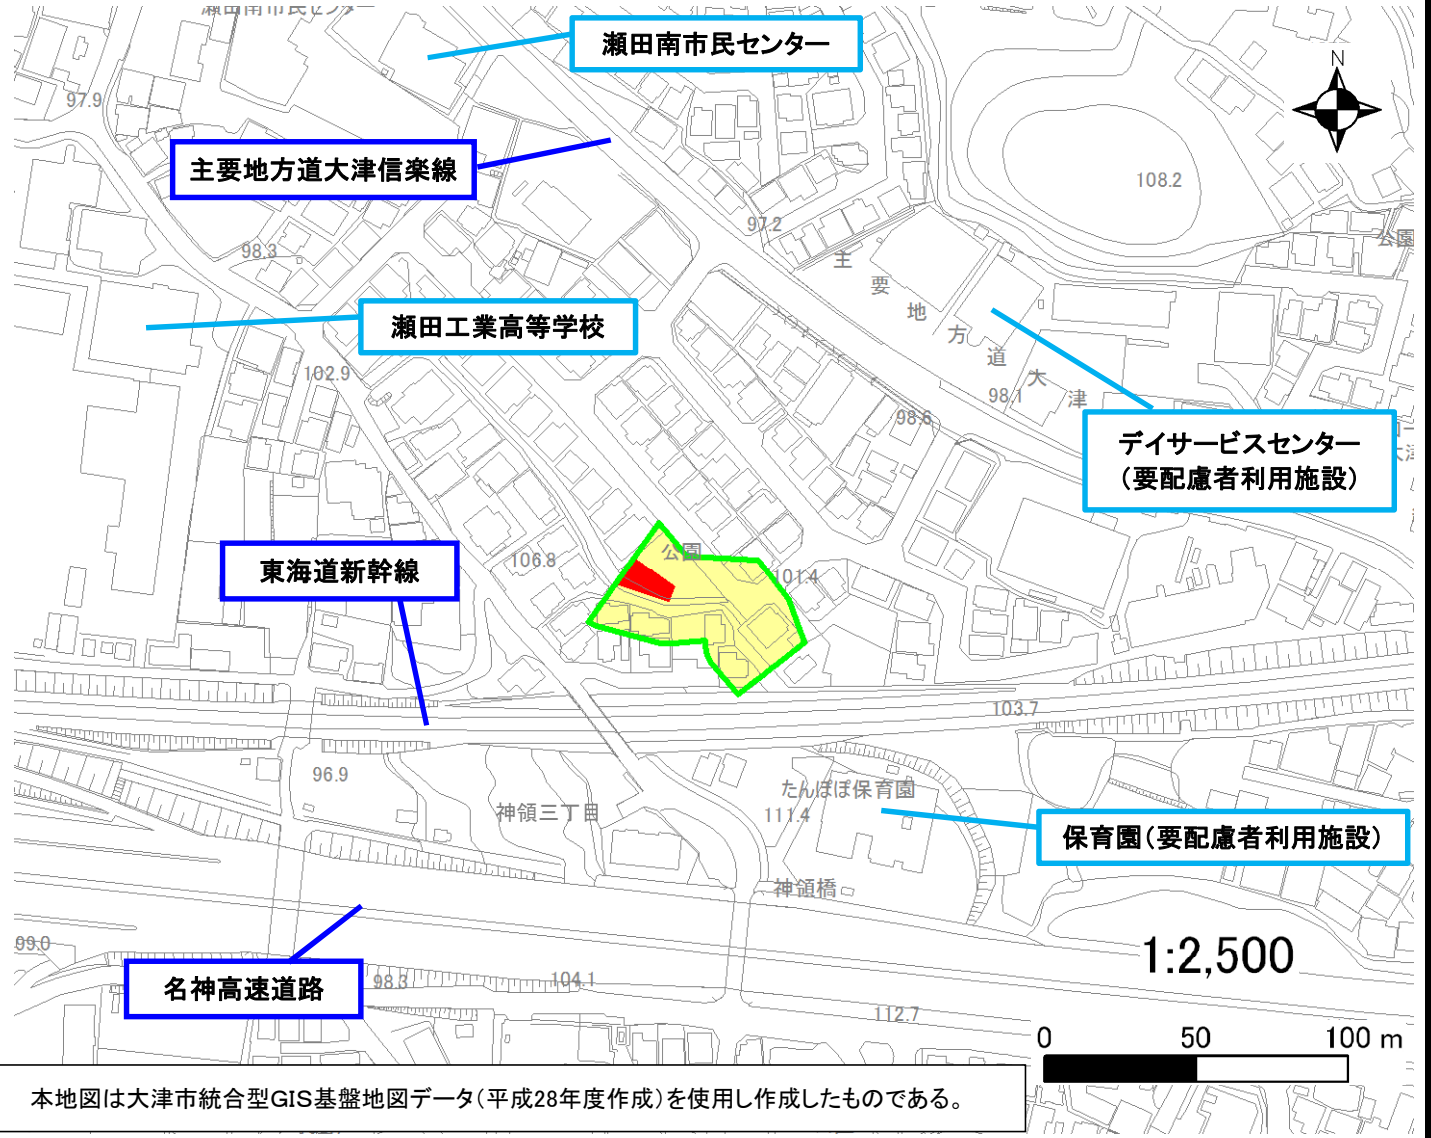 瀬田南市民センター
瀬田南市民センター
N
97.9
主要地方道大津信楽線
108.2
97.2
98.3
公園
主
要
地
方
道
大
津
瀬田工業高等学校
102.9
98.1
98.6
デイサービスセンター
(要配慮者利用施設)
公園
106.8
101.4
東海道新幹線
103.7
96.9
神領三丁目
たんぽぽ保育園
111.4
保育園(要配慮者利用施設)
神領橋
99.0
名神高速道路
98.3
104.1
112.7
1:2,500
0 50 100 m
本地図は大津市統合型GIS基盤地図データ(平成28年度作成)を使用し作成したものである。